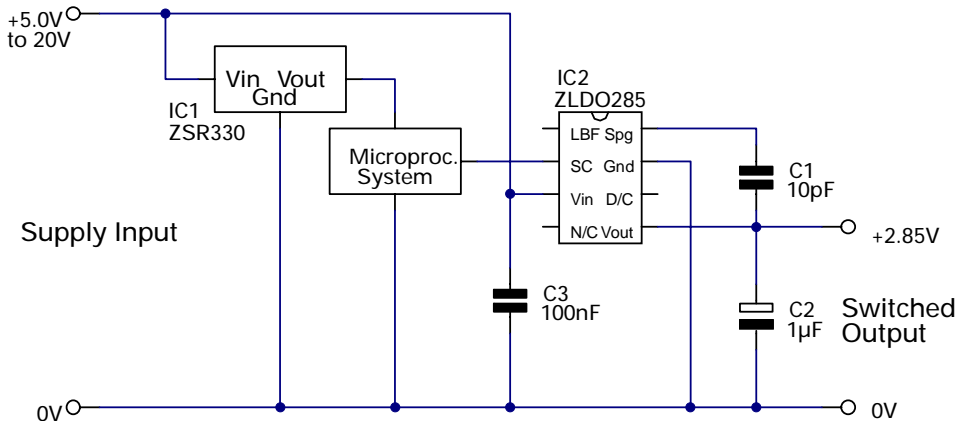 +5.0V
to 20V
Vin Vout
Gnd
IC1
ZSR330
Microproc.
System
IC2
ZLDO285
LBF Spg
SC Gnd
Vin D/C
N/C Vout
C1
10pF
Supply Input
+2.85V
C3
100nF
C2
1µF
Switched
Output
0V
0V